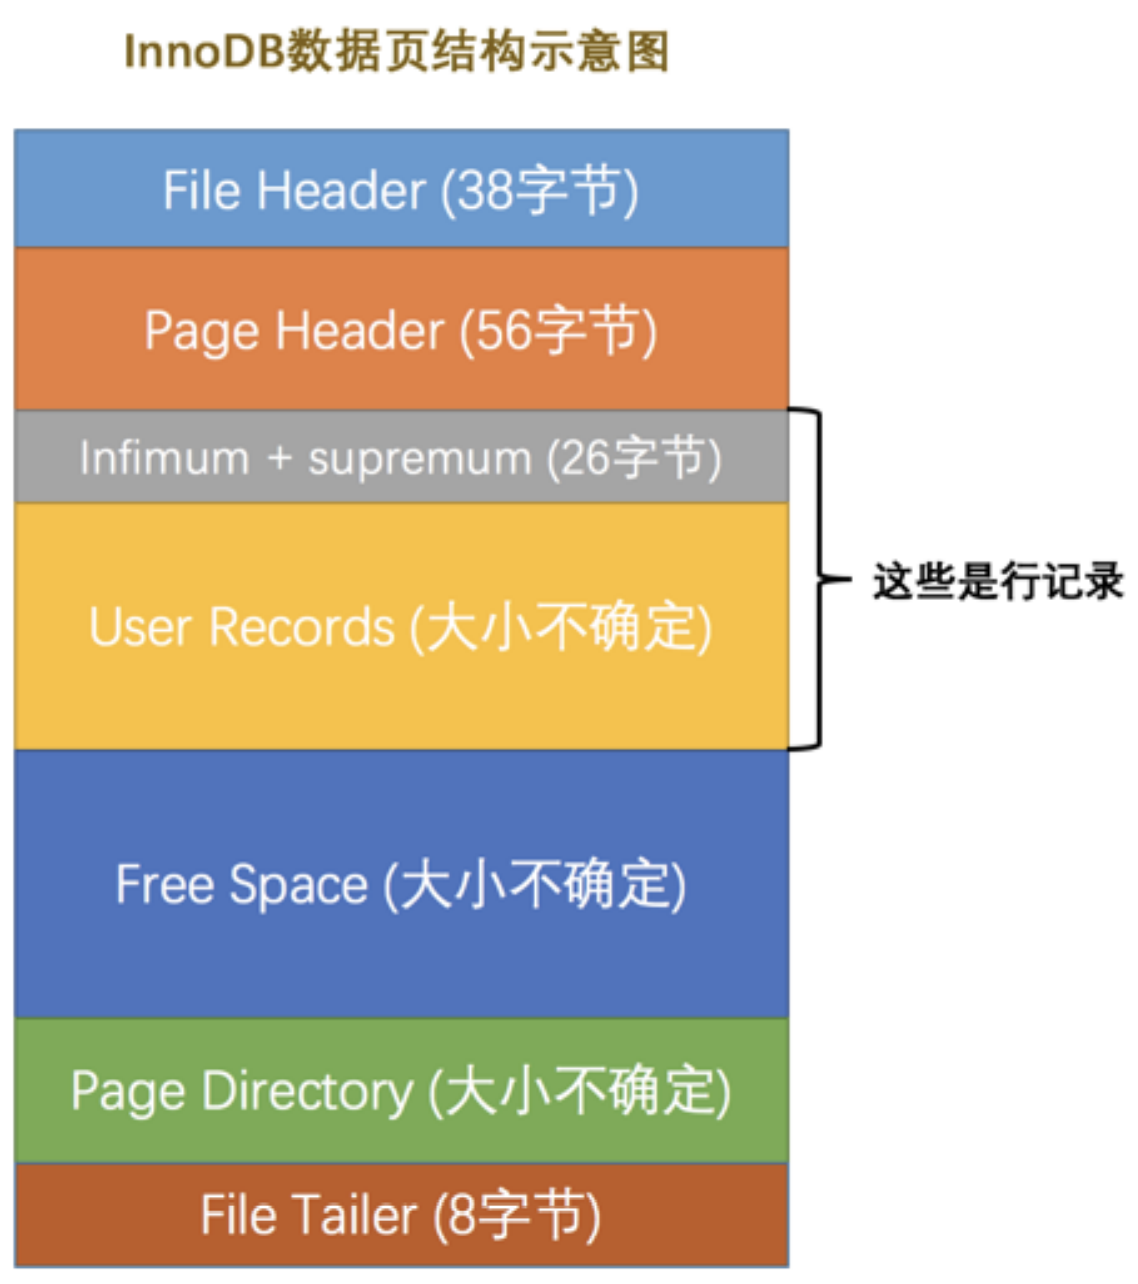 InnoDB数据页结构示意图
File Header (38字节)
Page Header (56字节)
Infimum + supremum (26字节)
User Records (大小不确定)
这些是行记录
Free Space (大小不确定)
Page Directory (大小不确定)
File Tailer (8字节)